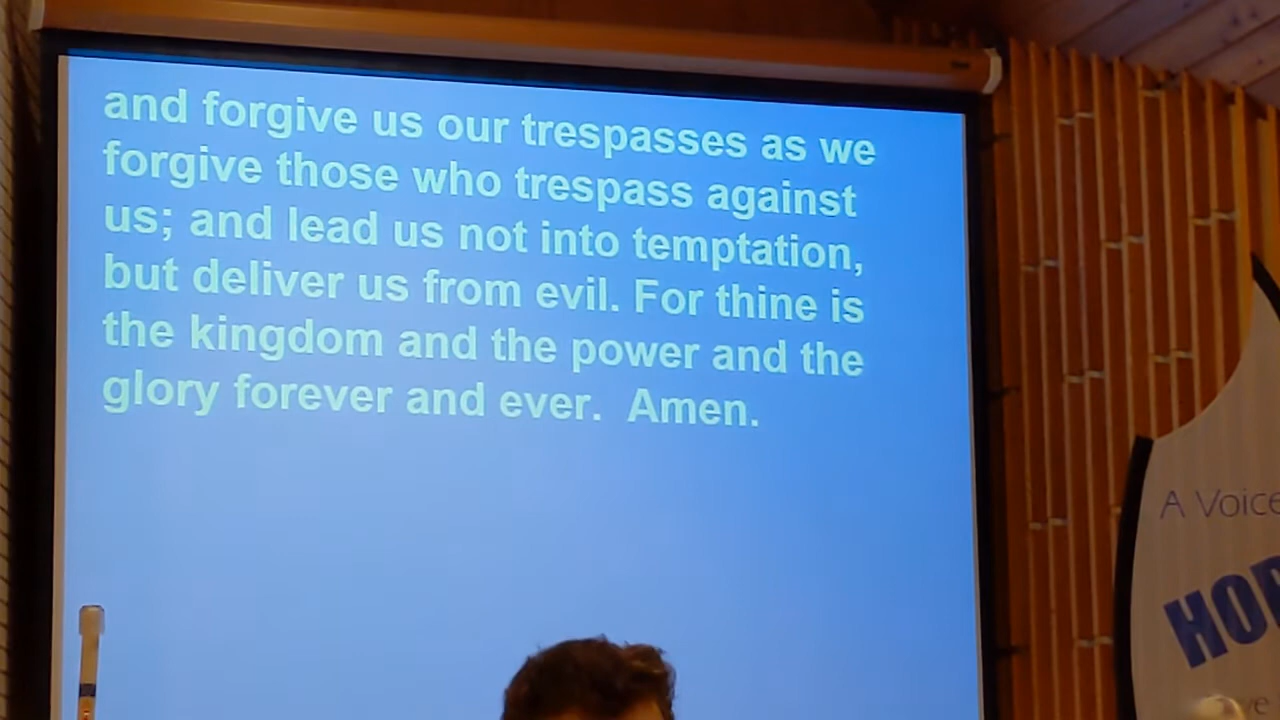 and forgive us our trespasses as we
forgive those who trespass against
us; and lead us not into temptation,
but deliver us from evil. For thine is
the kingdom and the power and the
glory forever and ever.  Amen.
A Voice